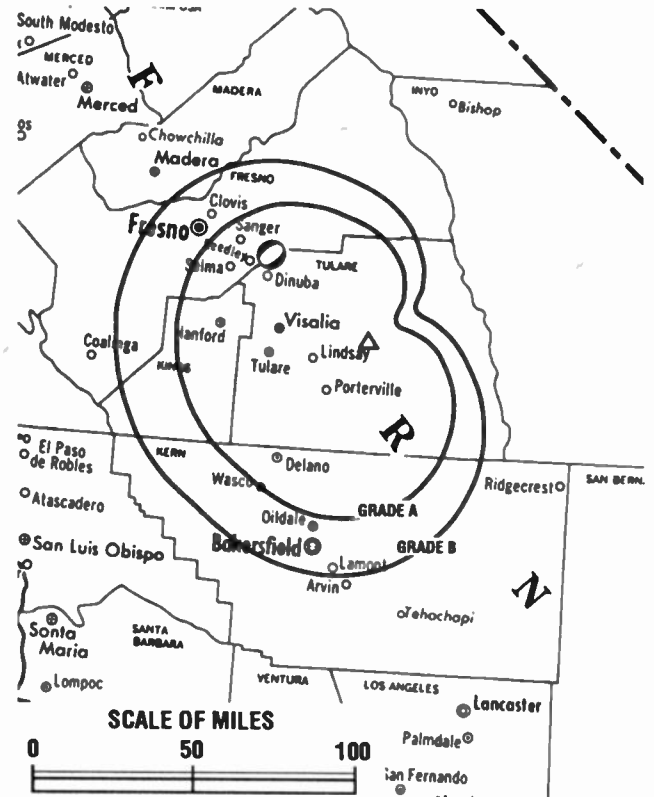 South Modesto
MERCED
Atwater
Merced
F
MADERA
INYO
Bishop
Chowchilla
Madera
FRESNO
Clovis
Fresno
Sanger
Reedley
Selma
TULARE
Dinuba
Visalia
Hanford
Coalinga
Lindsay
Tulare
KINGS
Porterville
R
KERN
El Paso
de Robles
Delano
Wasco
Ridgecrest
SAN BERN.
Atascadero
GRADE A
Oildale
San Luis Obispo
Bakersfield
GRADE B
Lamont
Arvin
N
Tehachapi
Santa
Maria
SANTA
BARBARA
Lompoc
VENTURA
LOS ANGELES
Lancaster
SCALE OF MILES
Palmdale
0 50 100
San Fernando